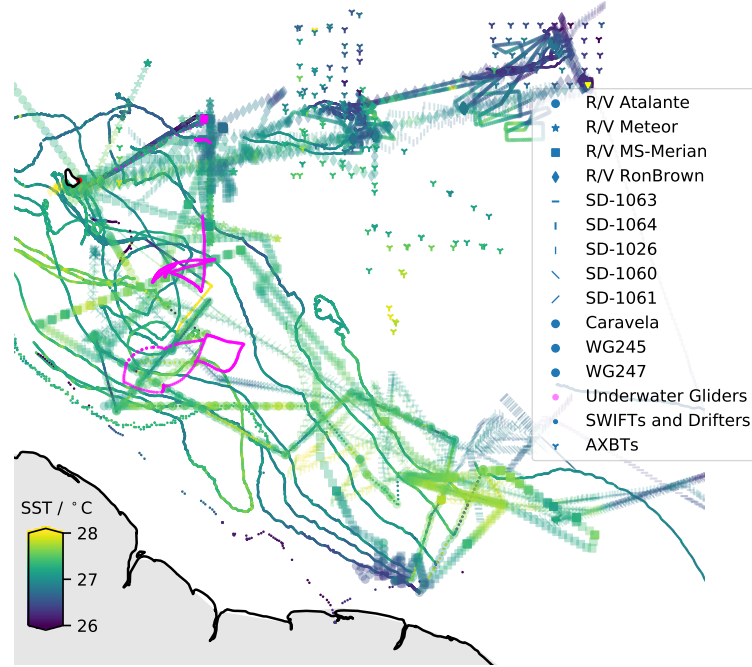 R/V Atalante
R/V Meteor
R/V MS-Merian
R/V RonBrown
SD-1063
SD-1064
SD-1026
SD-1060
SD-1061
Caravela
WG245
WG247
Underwater Gliders
SWIFTs and Drifters
AXBTs
SST / °C
28
27
26